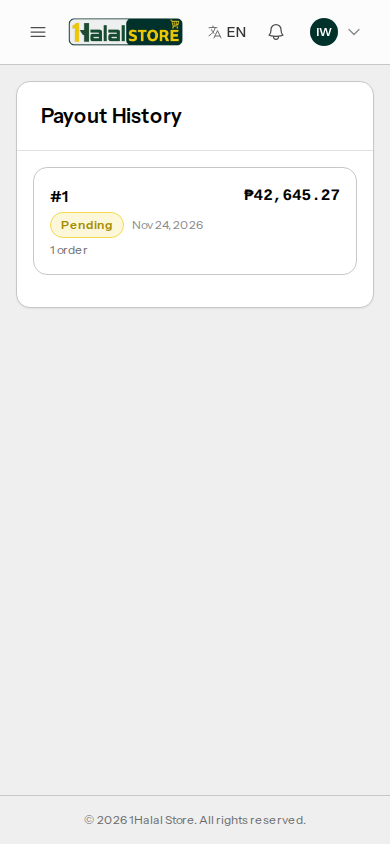 1Halal STORE
EN
IW
Payout History
#1
₱42,645.27
Pending
Nov 24, 2026
1 order
© 2026 1Halal Store. All rights reserved.